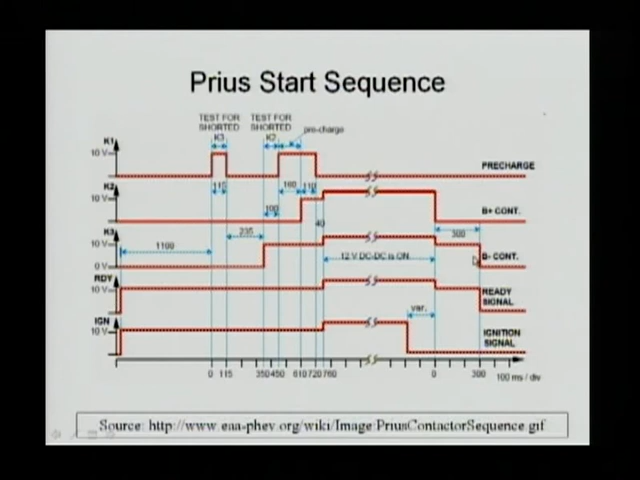 Prius Start Sequence
TEST FOR SHORTED K3
TEST FOR SHORTED K2
pre-charge
K1
10 V
PRECHARGE
115
160
110
K2
10 V
100
40
B+ CONT.
235
300
K3
1100
10 V
12 V DC-DC is ON
B- CONT.
0 V
RDY
10 V
READY SIGNAL
var.
IGN
10 V
IGNITION SIGNAL
0 115 350 450 610 720 760 0 300 100 ms / div
Source: http://www.eaa-phev.org/wiki/Image:PriusContactorSequence.gif